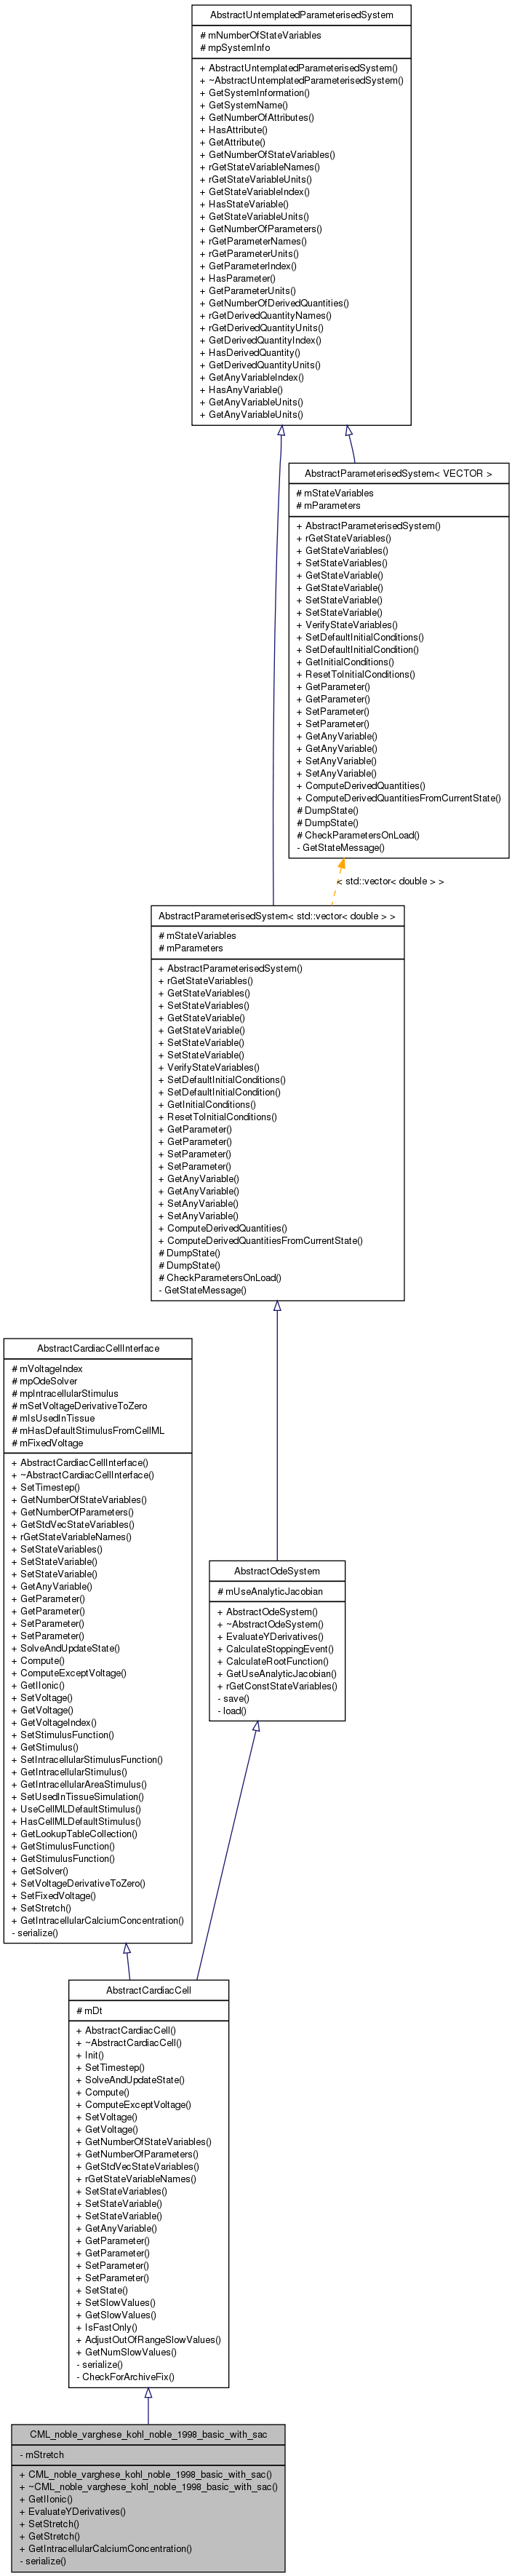 AbstractUntemplatedParameterisedSystem
# mNumberOfStateVariables
# mpSystemInfo
+ AbstractUntemplatedParameterisedSystem()
+ ~AbstractUntemplatedParameterisedSystem()
+ GetSystemInformation()
+ GetSystemName()
+ GetNumberOfAttributes()
+ HasAttribute()
+ GetAttribute()
+ GetNumberOfStateVariables()
+ rGetStateVariableNames()
+ rGetStateVariableUnits()
+ GetStateVariableIndex()
+ HasStateVariable()
+ GetStateVariableUnits()
+ GetNumberOfParameters()
+ rGetParameterNames()
+ rGetParameterUnits()
+ GetParameterIndex()
+ HasParameter()
+ GetParameterUnits()
+ GetNumberOfDerivedQuantities()
+ rGetDerivedQuantityNames()
+ rGetDerivedQuantityUnits()
+ GetDerivedQuantityIndex()
+ HasDerivedQuantity()
+ GetDerivedQuantityUnits()
+ GetAnyVariableIndex()
+ HasAnyVariable()
+ GetAnyVariableUnits()
+ GetAnyVariableUnits()
AbstractParameterisedSystem< VECTOR >
# mStateVariables
# mParameters
+ AbstractParameterisedSystem()
+ rGetStateVariables()
+ GetStateVariables()
+ SetStateVariables()
+ GetStateVariable()
+ GetStateVariable()
+ SetStateVariable()
+ SetStateVariable()
+ VerifyStateVariables()
+ SetDefaultInitialConditions()
+ SetDefaultInitialCondition()
+ GetInitialConditions()
+ ResetToInitialConditions()
+ GetParameter()
+ GetParameter()
+ SetParameter()
+ SetParameter()
+ GetAnyVariable()
+ GetAnyVariable()
+ SetAnyVariable()
+ SetAnyVariable()
+ ComputeDerivedQuantities()
+ ComputeDerivedQuantitiesFromCurrentState()
# DumpState()
# DumpState()
# CheckParametersOnLoad()
- GetStateMessage()
< std::vector< double > >
AbstractParameterisedSystem< std::vector< double > >
# mStateVariables
# mParameters
+ AbstractParameterisedSystem()
+ rGetStateVariables()
+ GetStateVariables()
+ SetStateVariables()
+ GetStateVariable()
+ GetStateVariable()
+ SetStateVariable()
+ SetStateVariable()
+ VerifyStateVariables()
+ SetDefaultInitialConditions()
+ SetDefaultInitialCondition()
+ GetInitialConditions()
+ ResetToInitialConditions()
+ GetParameter()
+ GetParameter()
+ SetParameter()
+ SetParameter()
+ GetAnyVariable()
+ GetAnyVariable()
+ SetAnyVariable()
+ SetAnyVariable()
+ ComputeDerivedQuantities()
+ ComputeDerivedQuantitiesFromCurrentState()
# DumpState()
# DumpState()
# CheckParametersOnLoad()
- GetStateMessage()
AbstractCardiacCellInterface
# mVoltageIndex
# mpOdeSolver
# mpIntracellularStimulus
# mSetVoltageDerivativeToZero
# mIsUsedInTissue
# mHasDefaultStimulusFromCellML
# mFixedVoltage
+ AbstractCardiacCellInterface()
+ ~AbstractCardiacCellInterface()
+ SetTimestep()
+ GetNumberOfStateVariables()
+ GetNumberOfParameters()
+ GetStdVecStateVariables()
+ rGetStateVariableNames()
+ SetStateVariables()
+ SetStateVariable()
+ SetStateVariable()
+ GetAnyVariable()
+ GetParameter()
+ GetParameter()
+ SetParameter()
+ SetParameter()
+ SolveAndUpdateState()
+ Compute()
+ ComputeExceptVoltage()
+ GetIIonic()
+ SetVoltage()
+ GetVoltage()
+ GetVoltageIndex()
+ SetStimulusFunction()
+ GetStimulus()
+ SetIntracellularStimulusFunction()
+ GetIntracellularStimulus()
+ GetIntracellularAreaStimulus()
+ SetUsedInTissueSimulation()
+ UseCellMLDefaultStimulus()
+ HasCellMLDefaultStimulus()
+ GetLookupTableCollection()
+ GetStimulusFunction()
+ GetStimulusFunction()
+ GetSolver()
+ SetVoltageDerivativeToZero()
+ SetFixedVoltage()
+ SetStretch()
+ GetIntracellularCalciumConcentration()
- serialize()
AbstractOdeSystem
# mUseAnalyticJacobian
+ AbstractOdeSystem()
+ ~AbstractOdeSystem()
+ EvaluateYDerivatives()
+ CalculateStoppingEvent()
+ CalculateRootFunction()
+ GetUseAnalyticJacobian()
+ rGetConstStateVariables()
- save()
- load()
AbstractCardiacCell
# mDt
+ AbstractCardiacCell()
+ ~AbstractCardiacCell()
+ Init()
+ SetTimestep()
+ SolveAndUpdateState()
+ Compute()
+ ComputeExceptVoltage()
+ SetVoltage()
+ GetVoltage()
+ GetNumberOfStateVariables()
+ GetNumberOfParameters()
+ GetStdVecStateVariables()
+ rGetStateVariableNames()
+ SetStateVariables()
+ SetStateVariable()
+ SetStateVariable()
+ GetAnyVariable()
+ GetParameter()
+ GetParameter()
+ SetParameter()
+ SetParameter()
+ SetState()
+ SetSlowValues()
+ GetSlowValues()
+ IsFastOnly()
+ AdjustOutOfRangeSlowValues()
+ GetNumSlowValues()
- serialize()
- CheckForArchiveFix()
CML_noble_varghese_kohl_noble_1998_basic_with_sac
- mStretch
+ CML_noble_varghese_kohl_noble_1998_basic_with_sac()
+ ~CML_noble_varghese_kohl_noble_1998_basic_with_sac()
+ GetIIonic()
+ EvaluateYDerivatives()
+ SetStretch()
+ GetStretch()
+ GetIntracellularCalciumConcentration()
- serialize()